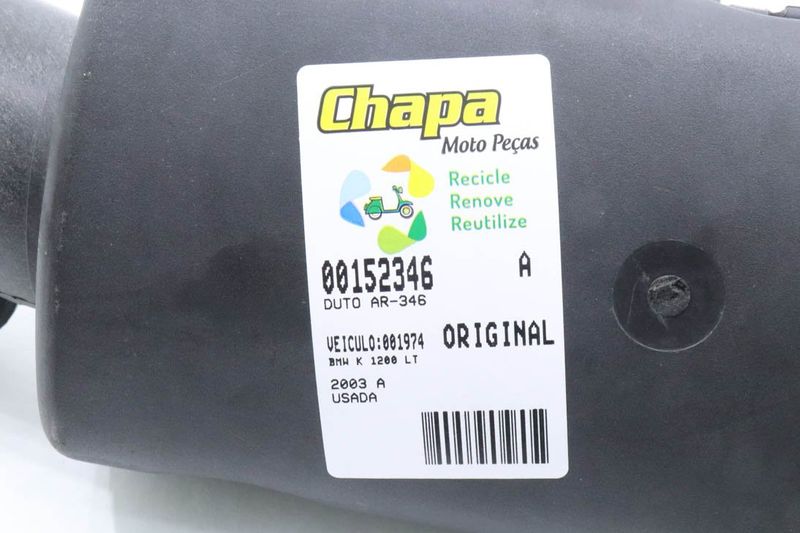 Chapa
Moto Peças
Recicle
Renove
Reutilize
00152346 A
DUTO AR-346
VEICULO:001974 ORIGINAL
BMW K 1200 LT
2003 A
USADA